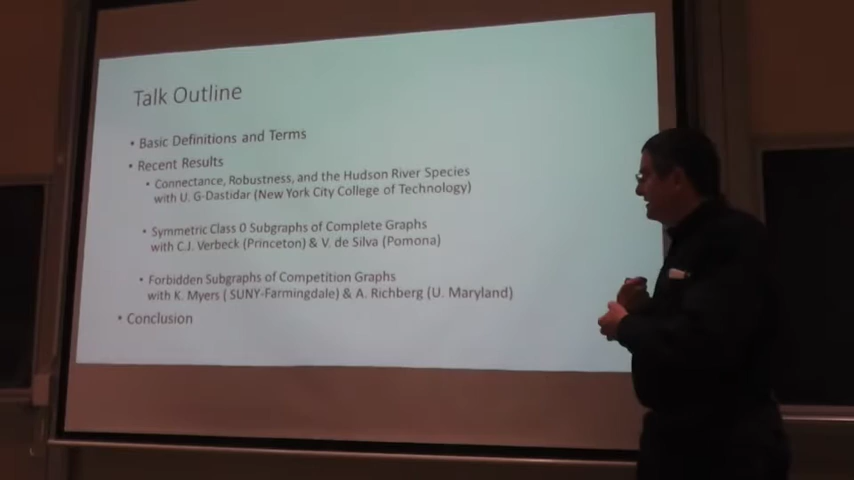 Talk Outline
• Basic Definitions and Terms
• Recent Results
• Connectance, Robustness, and the Hudson River Species
with U. G-Dastidar (New York City College of Technology)
• Symmetric Class 0 Subgraphs of Complete Graphs
with C.J. Verbeck (Princeton) & V. de Silva (Pomona)
• Forbidden Subgraphs of Competition Graphs
with K. Myers ( SUNY-Farmingdale) & A. Richberg (U. Maryland)
• Conclusion